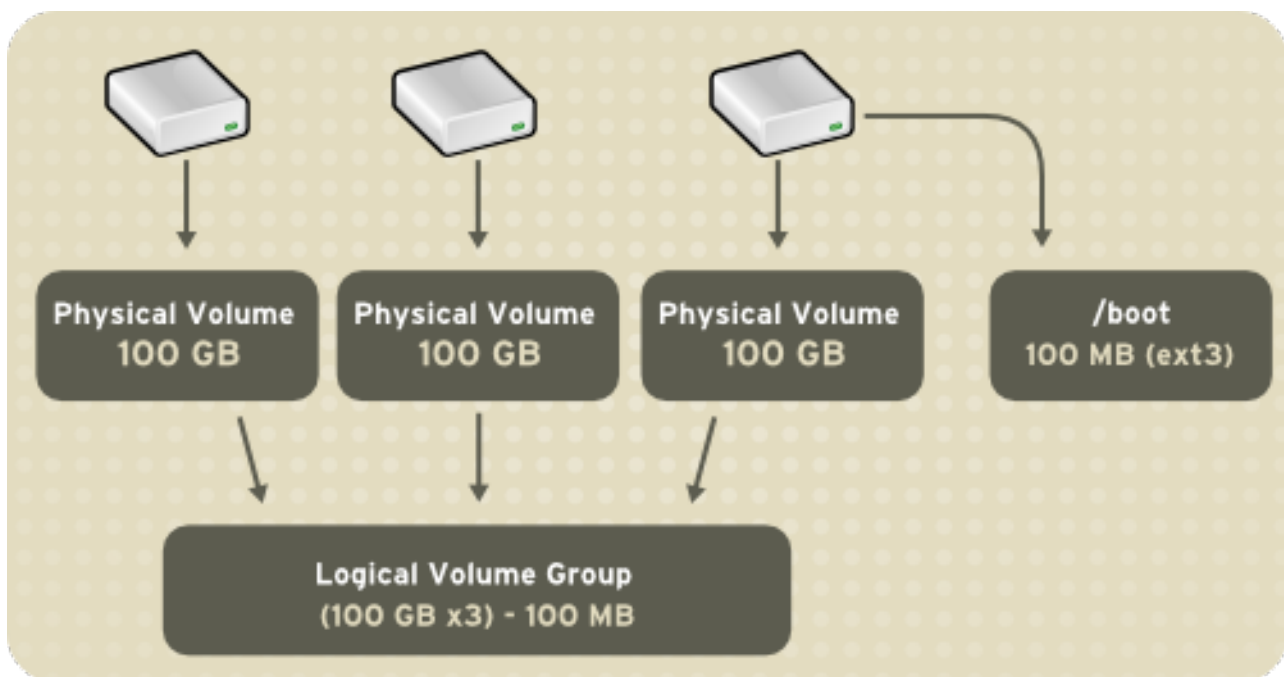 Physical Volume
100 GB
Physical Volume
100 GB
Physical Volume
100 GB
/boot
100 MB (ext3)
Logical Volume Group
(100 GB x3) - 100 MB